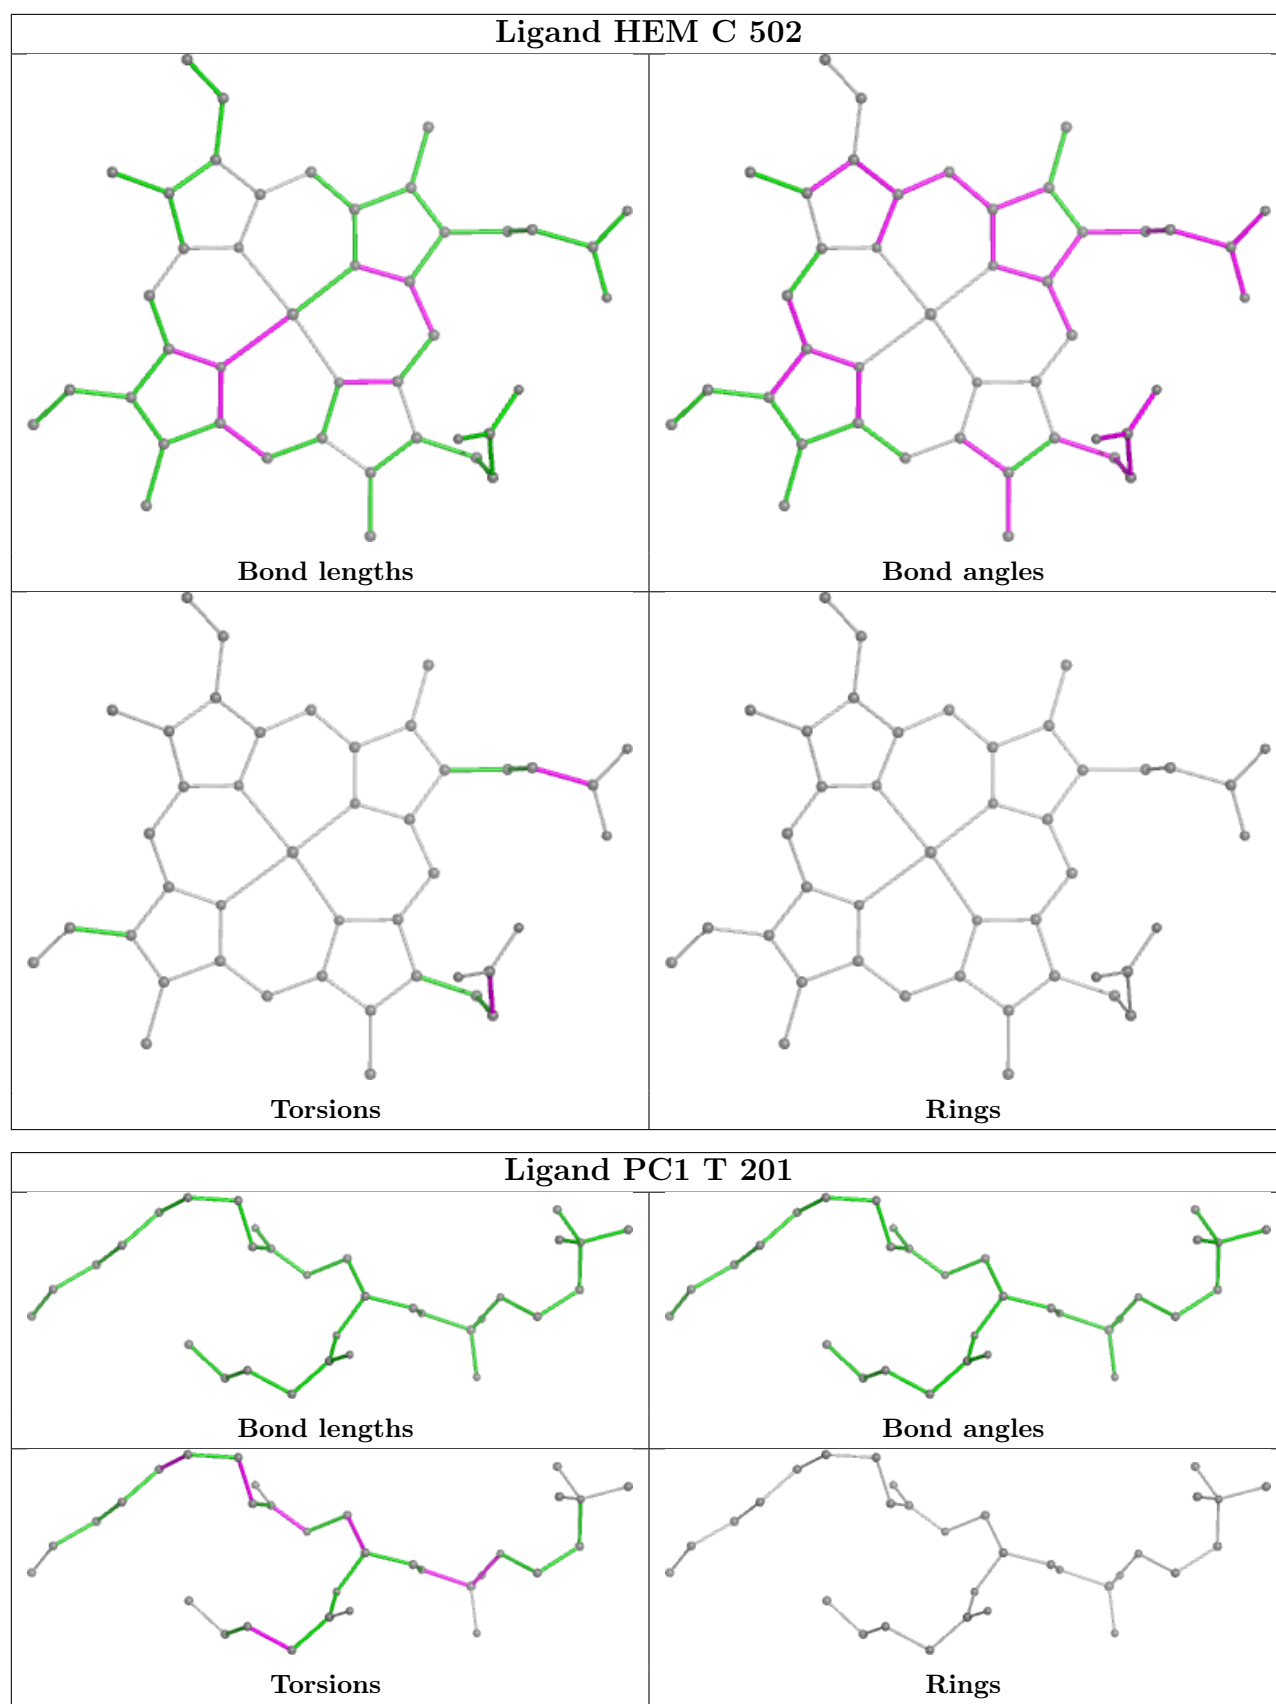 Ligand HEM C 502
Bond lengths
Bond angles
Torsions
Rings
Ligand PC1 T 201
Bond lengths
Bond angles
Torsions
Rings